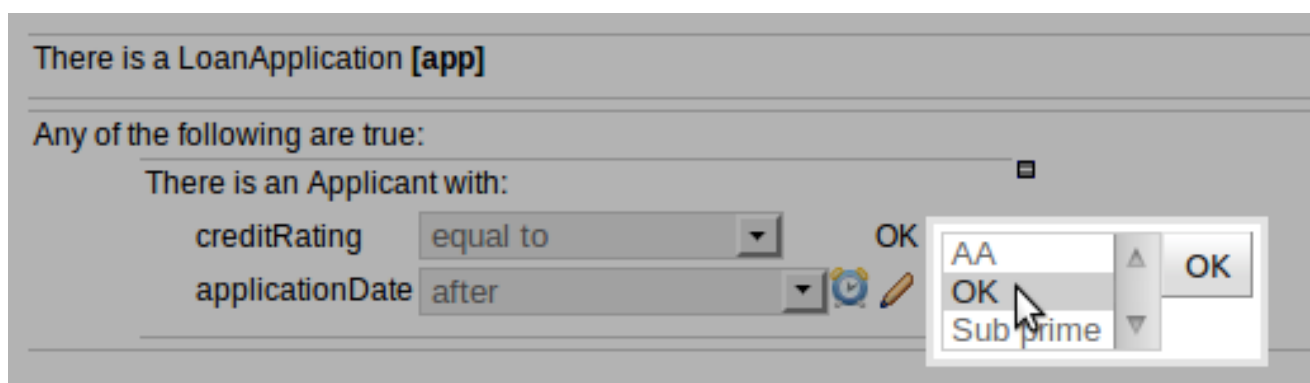 There is a LoanApplication [app]
Any of the following are true:
There is an Applicant with:
creditRating equal to OK
applicationDate after
AA
OK
Sub prime
OK